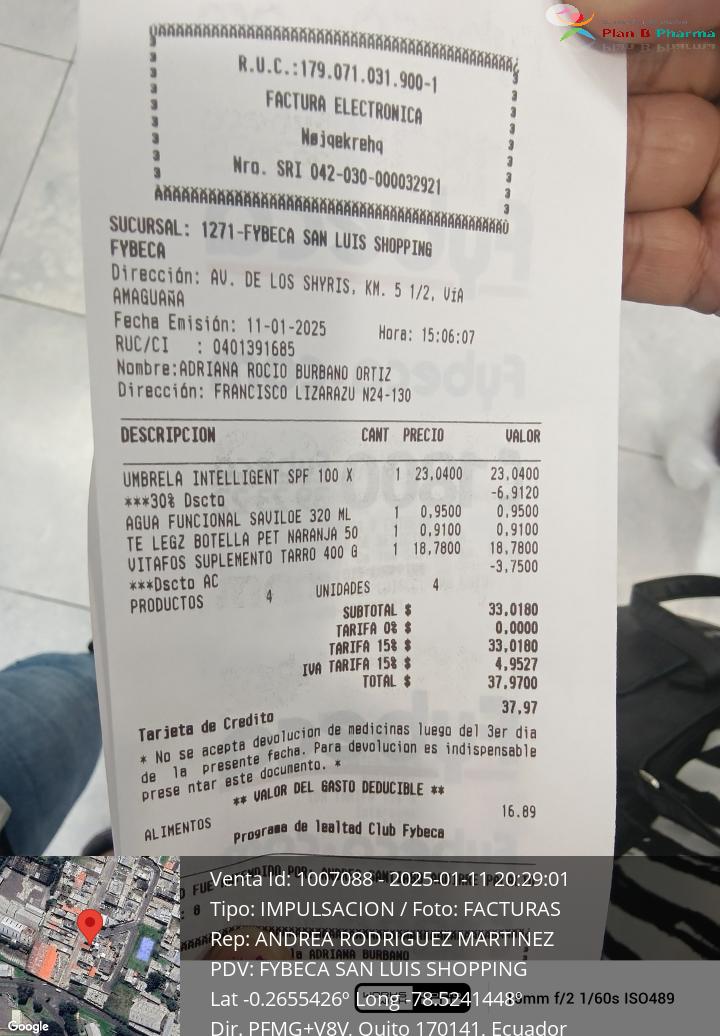 Plan B Pharma
R.U.C.:179.071.031.900-1
FACTURA ELECTRONICA
Nøjqekrehq
Nro. SRI 042-030-000032921
SUCURSAL: 1271-FYBECA SAN LUIS SHOPPING
FYBECA
Dirección: AV. DE LOS SHYRIS, KM. 5 1/2, VíA
AMAGUAÑA
Fecha Emisión: 11-01-2025 Hora: 15:06:07
RUC/CI : 0401391685
Nombre:ADRIANA ROCIO BURBANO ORTIZ
Dirección: FRANCISCO LIZARAZU N24-130
DESCRIPCION CANT PRECIO VALOR
UMBRELA INTELLIGENT SPF 100 X 1 23,0400 23,0400
***30% Dscto -6,9120
AGUA FUNCIONAL SAVILOE 320 ML 1 0,9500 0,9500
TE LEGZ BOTELLA PET NARANJA 50 1 0,9100 0,9100
VITAFOS SUPLEMENTO TARRO 400 G 1 18,7800 18,7800
***Dscto AC -3,7500
PRODUCTOS 4 UNIDADES 4
SUBTOTAL $ 33,0180
TARIFA 0% $ 0,0000
TARIFA 15% $ 33,0180
IVA TARIFA 15% $ 4,9527
TOTAL $ 37,9700
Tarjeta de Credito 37,97
* No se acepta devolucion de medicinas luego del 3er dia
de la presente fecha. Para devolucion es indispensable
prese ntar este documento. *
** VALOR DEL GASTO DEDUCIBLE **
ALIMENTOS 16.89
Programa de lealtad Club Fybeca
Venta Id: 1007088 - 2025-01-11 20:29:01
Tipo: IMPULSACION / Foto: FACTURAS
Rep: ANDREA RODRIGUEZ MARTINEZ
ADRIANA BURBANO
PDV: FYBECA SAN LUIS SHOPPING
Lat -0.2655426º Long -78.5241448º
mm f/2 1/60s ISO489
Dir. PFMG+V8V, Quito 170141, Ecuador
Google